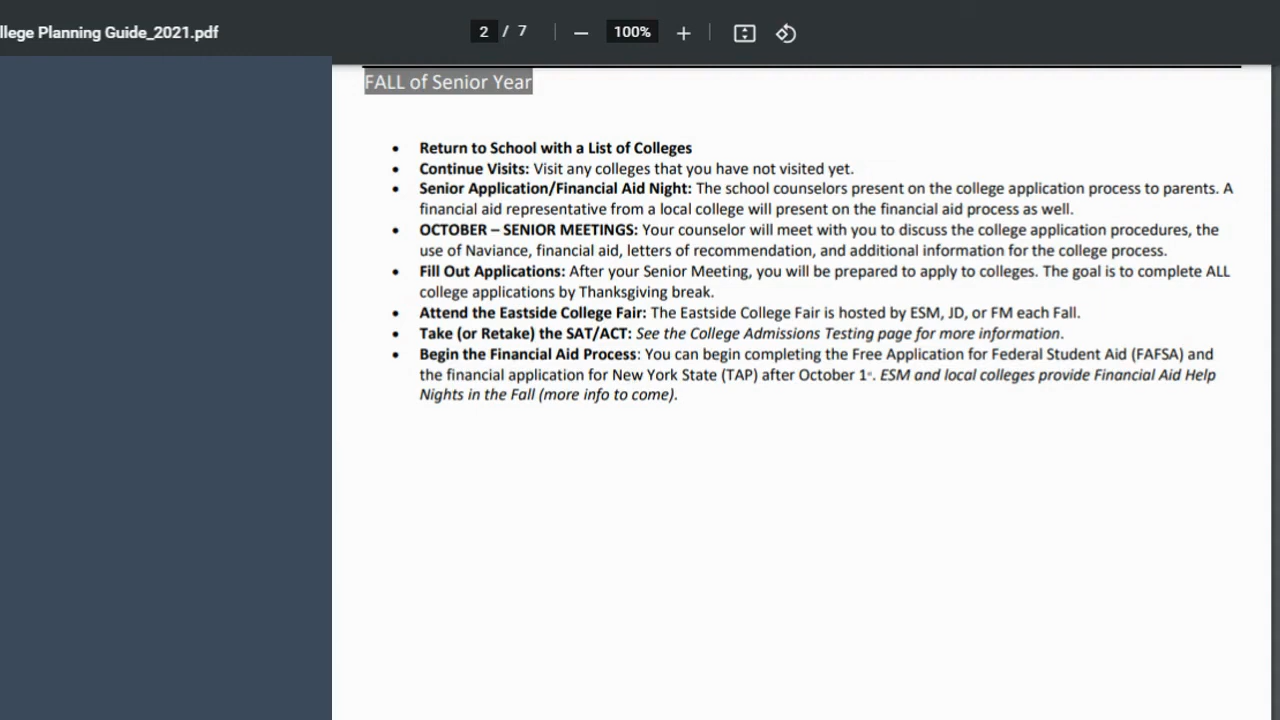 llege Planning Guide_2021.pdf 2 / 7 100%
FALL of Senior Year
• Return to School with a List of Colleges
• Continue Visits: Visit any colleges that you have not visited yet.
• Senior Application/Financial Aid Night: The school counselors present on the college application process to parents. A
financial aid representative from a local college will present on the financial aid process as well.
• OCTOBER – SENIOR MEETINGS: Your counselor will meet with you to discuss the college application procedures, the
use of Naviance, financial aid, letters of recommendation, and additional information for the college process.
• Fill Out Applications: After your Senior Meeting, you will be prepared to apply to colleges. The goal is to complete ALL
college applications by Thanksgiving break.
• Attend the Eastside College Fair: The Eastside College Fair is hosted by ESM, JD, or FM each Fall.
• Take (or Retake) the SAT/ACT: See the College Admissions Testing page for more information.
• Begin the Financial Aid Process: You can begin completing the Free Application for Federal Student Aid (FAFSA) and
the financial application for New York State (TAP) after October 1st. ESM and local colleges provide Financial Aid Help
Nights in the Fall (more info to come).